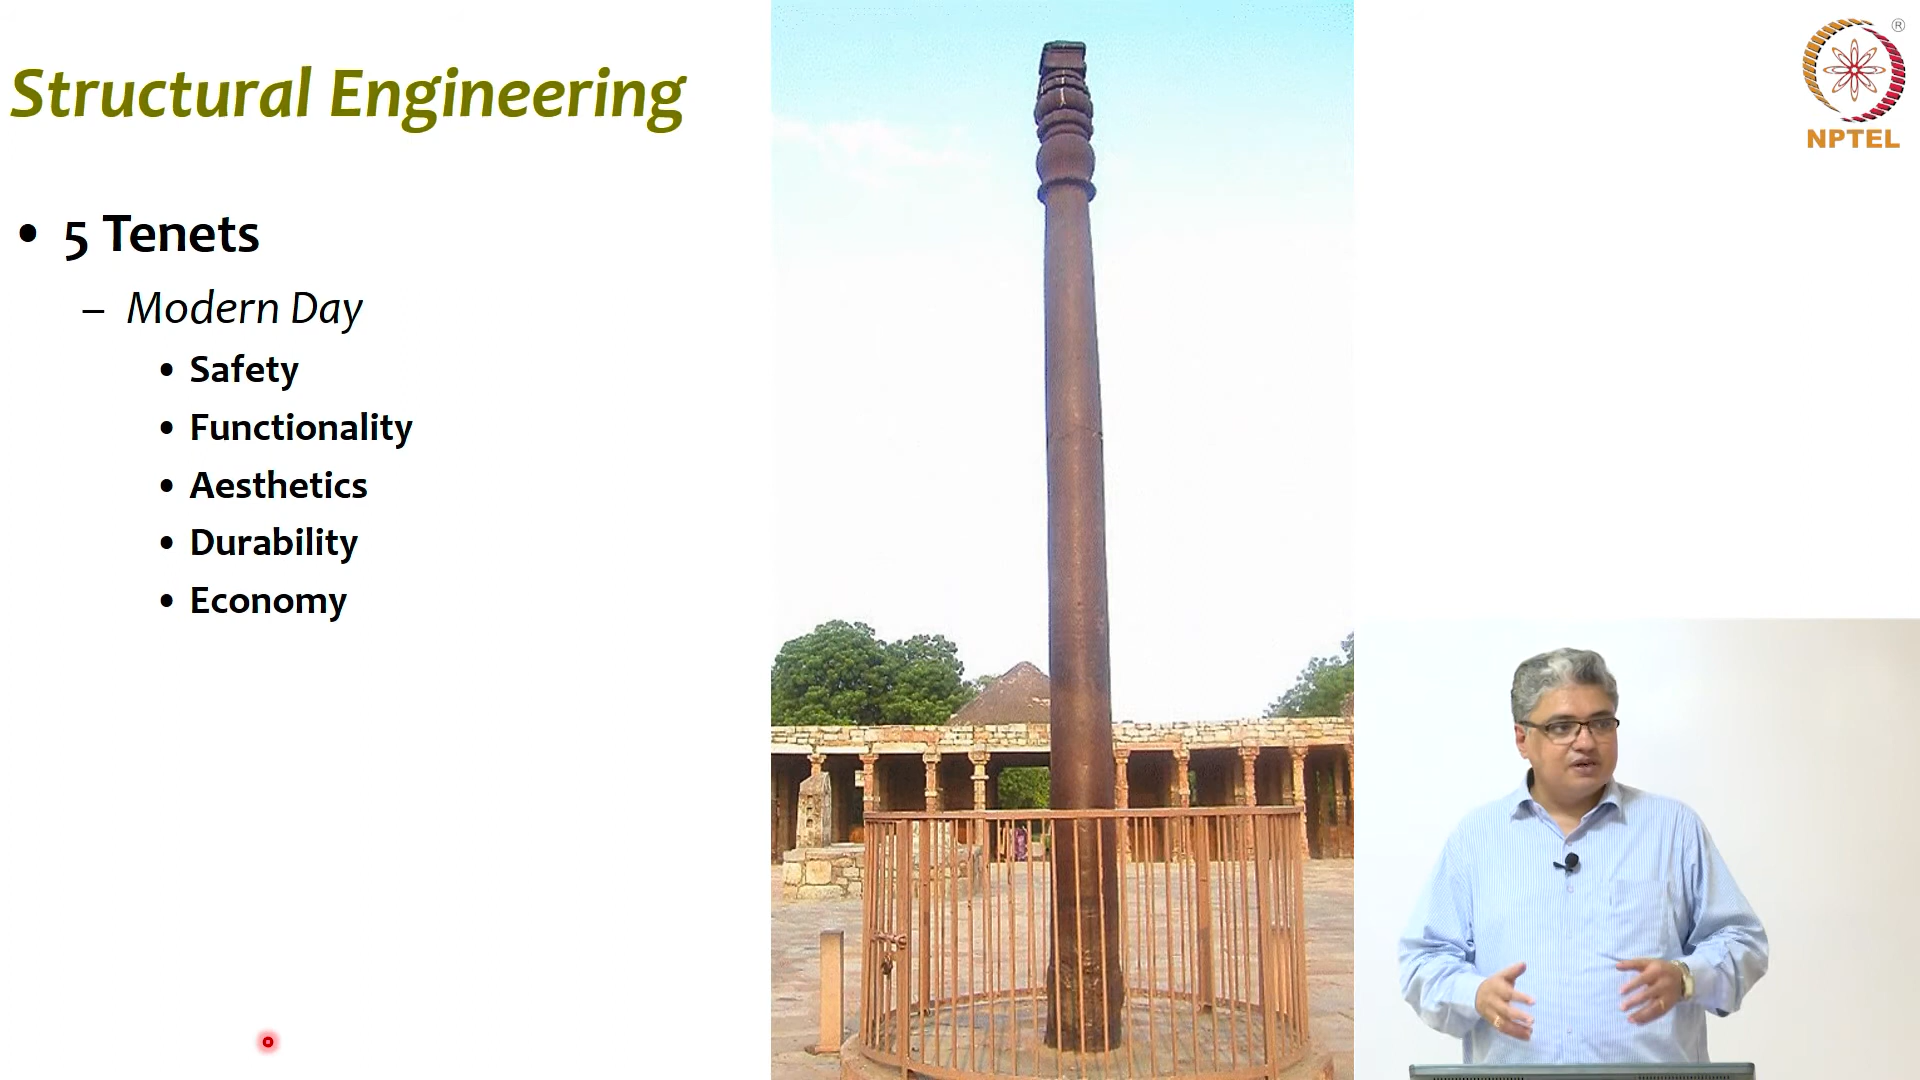 Structural Engineering
• 5 Tenets
– Modern Day
• Safety
• Functionality
• Aesthetics
• Durability
• Economy
®
NPTEL